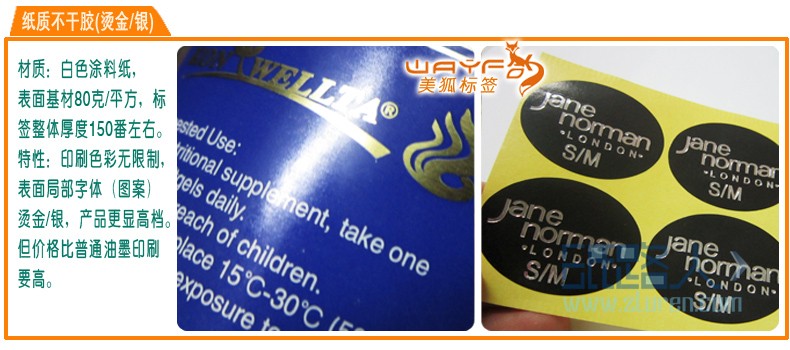 纸质不干胶(烫金/银)
材质：白色涂料纸，
表面基材80克/平方，标
签整体厚度150番左右。
特性：印刷色彩无限制，
表面局部字体（图案）
烫金/银，产品更显高档。
但价格比普通油墨印刷
要高。
WELLTA®
ested Use:
tritional supplement, take one
gels daily.
each of children.
place 15℃-30℃ (5
exposure to
美狐标签
jane
norman
·LONDON·
S/M
jane
norman
·LONDON·
S/M
jane
norman
·LONDON·
S/M
jane
norman
·LONDON·
S/M